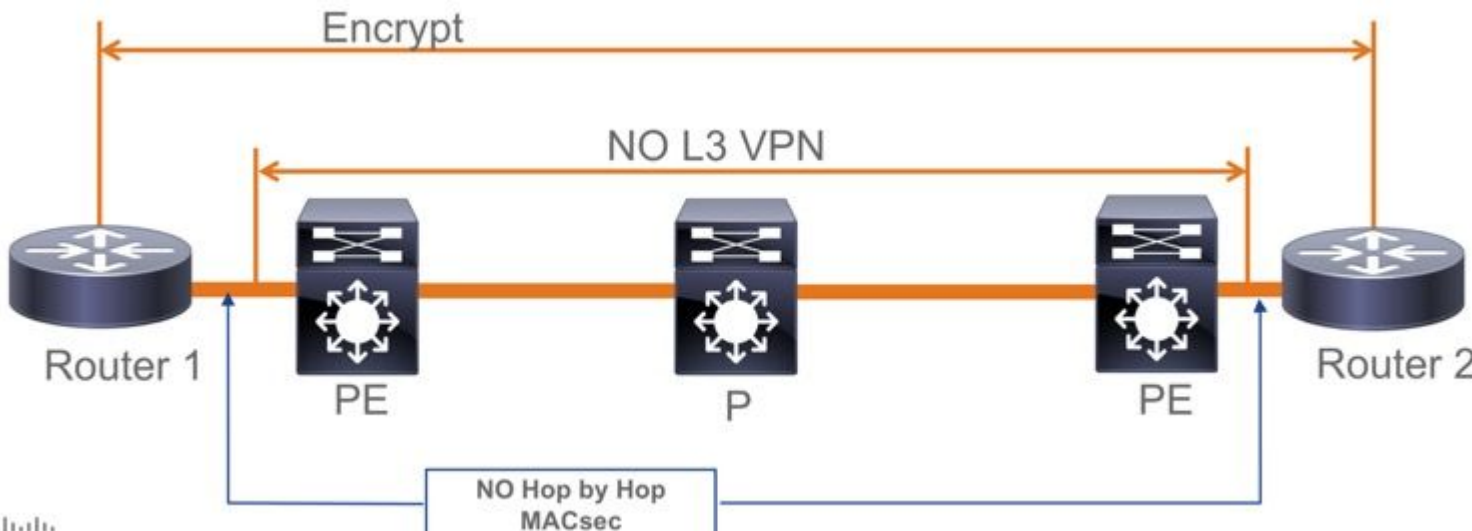 Encrypt
NO L3 VPN
Router 1
PE
P
PE
Router 2
NO Hop by Hop
MACsec